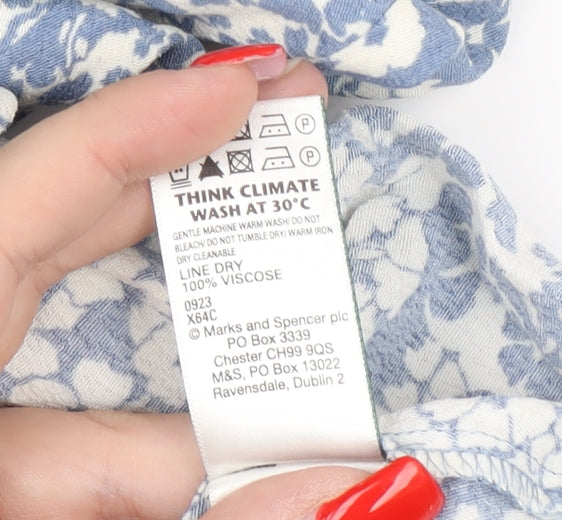 P
P
THINK CLIMATE
WASH AT 30°C
GENTLE MACHINE WARM WASH/ DO NOT
BLEACH/ DO NOT TUMBLE DRY/ WARM IRON
DRY CLEANABLE
LINE DRY
100% VISCOSE
0923
X64C
© Marks and Spencer plc
PO Box 3339
Chester CH99 9QS
M&S, PO Box 13022
Ravensdale, Dublin 2